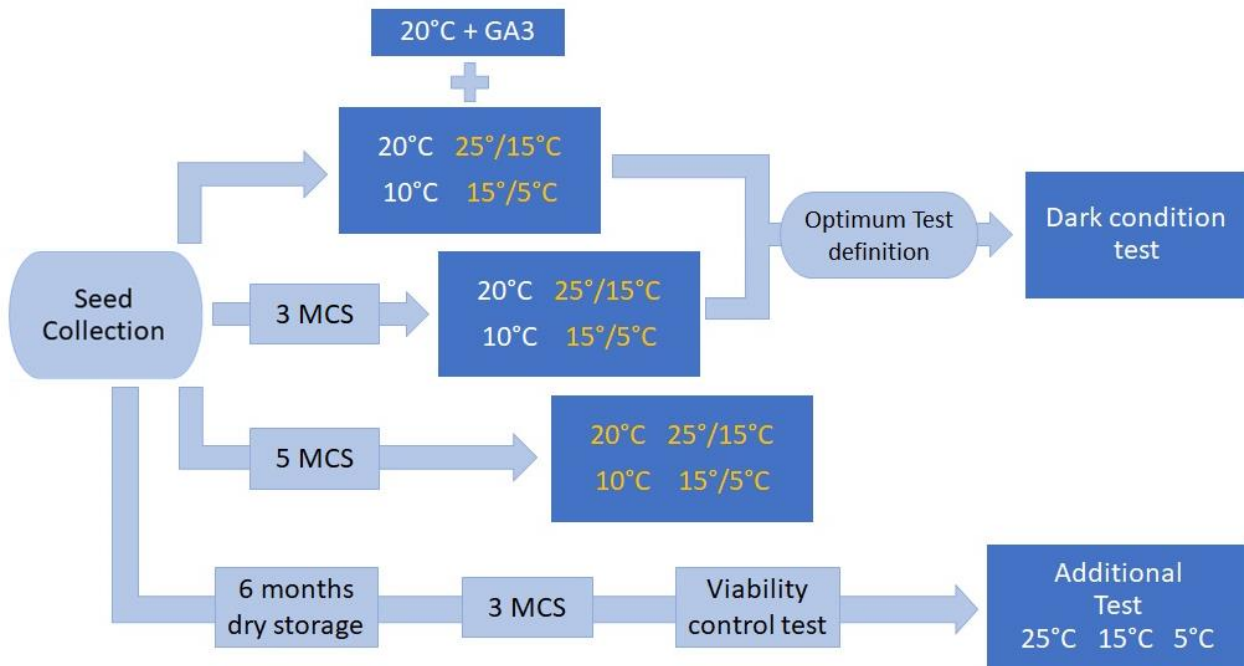 20°C + GA3
20°C 25°/15°C
10°C 15°/5°C
Optimum Test
definition
Dark condition
test
Seed
Collection
3 MCS
20°C 25°/15°C
10°C 15°/5°C
5 MCS
20°C 25°/15°C
10°C 15°/5°C
6 months
dry storage
3 MCS
Viability
control test
Additional
Test
25°C 15°C 5°C